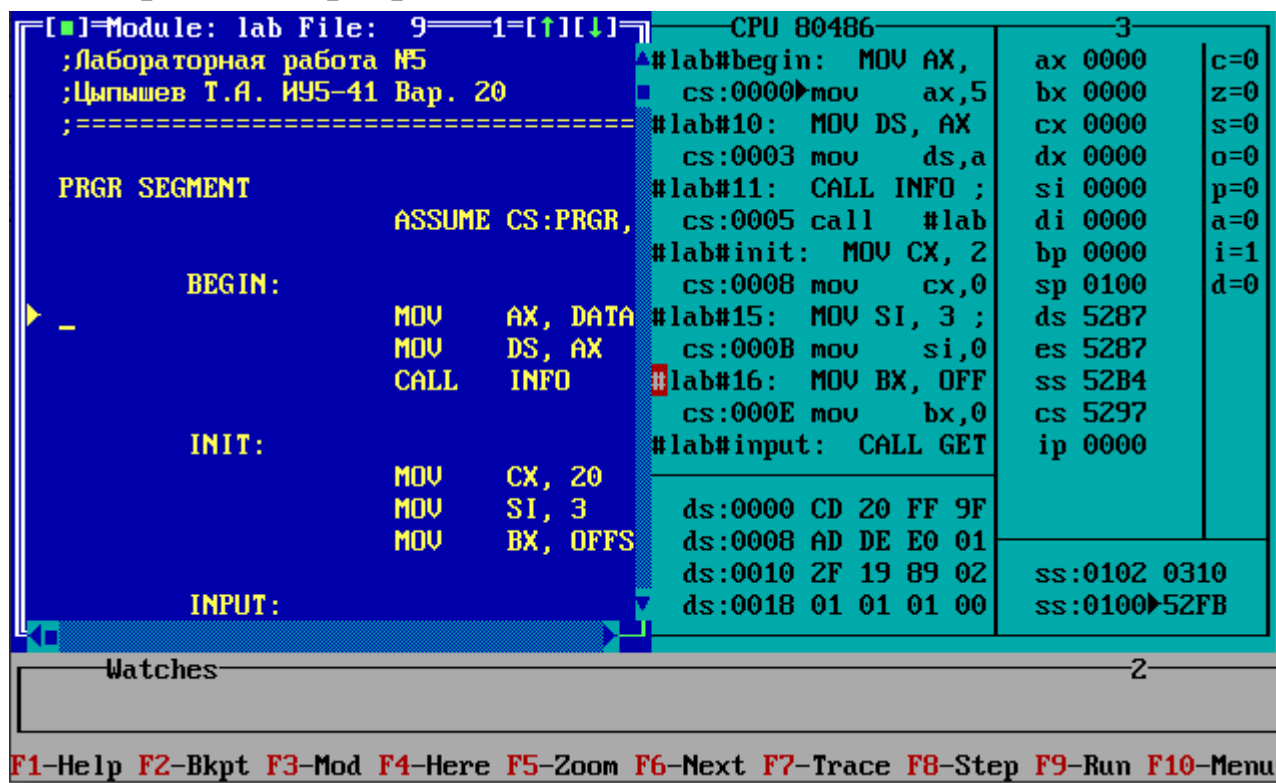 [■]=Module: lab File: 9═══1=[↑][↓]
;Лабораторная работа №5
;Цыпышев Т.А. ИУ5-41 Вар. 20
;===================================
PRGR SEGMENT
ASSUME CS:PRGR,
BEGIN:
MOV AX, DATA
MOV DS, AX
CALL INFO
INIT:
MOV CX, 20
MOV SI, 3
MOV BX, OFFS
INPUT:
CPU 80486
3
#lab#begin: MOV AX,
cs:0000►mov ax,5
#lab#10: MOV DS, AX
cs:0003 mov ds,a
#lab#11: CALL INFO ;
cs:0005 call #lab
#lab#init: MOV CX, 2
cs:0008 mov cx,0
#lab#15: MOV SI, 3 ;
cs:000B mov si,0
#lab#16: MOV BX, OFF
cs:000E mov bx,0
#lab#input: CALL GET
ax 0000
bx 0000
cx 0000
dx 0000
si 0000
di 0000
bp 0000
sp 0100
ds 5287
es 5287
ss 52B4
cs 5297
ip 0000
c=0
z=0
s=0
o=0
p=0
a=0
i=1
d=0
ds:0000 CD 20 FF 9F
ds:0008 AD DE E0 01
ds:0010 2F 19 89 02
ds:0018 01 01 01 00
ss:0102 0310
ss:0100►52FB
Watches
2
F1-Help F2-Bkpt F3-Mod F4-Here F5-Zoom F6-Next F7-Trace F8-Step F9-Run F10-Menu